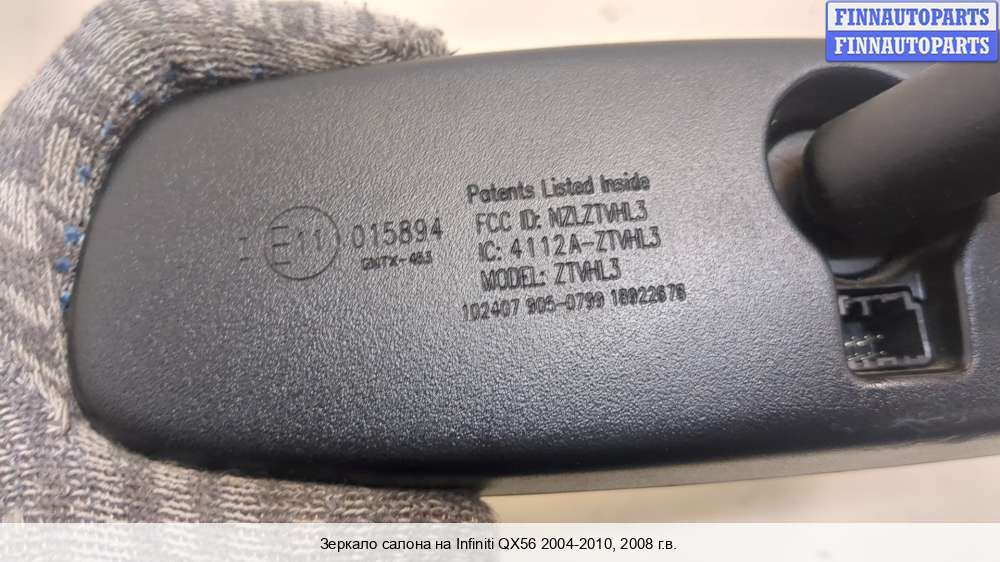 FINNAUTOPARTS
FINNAUTOPARTS
Patents Listed Inside
FCC ID: NZLZTVHL3
IC: 4112A-ZTVHL3
MODEL: ZTVHL3
102407 905-0799 18922676
I E11 015894
GNTX-453
Зеркало салона на Infiniti QX56 2004-2010, 2008 г.в.